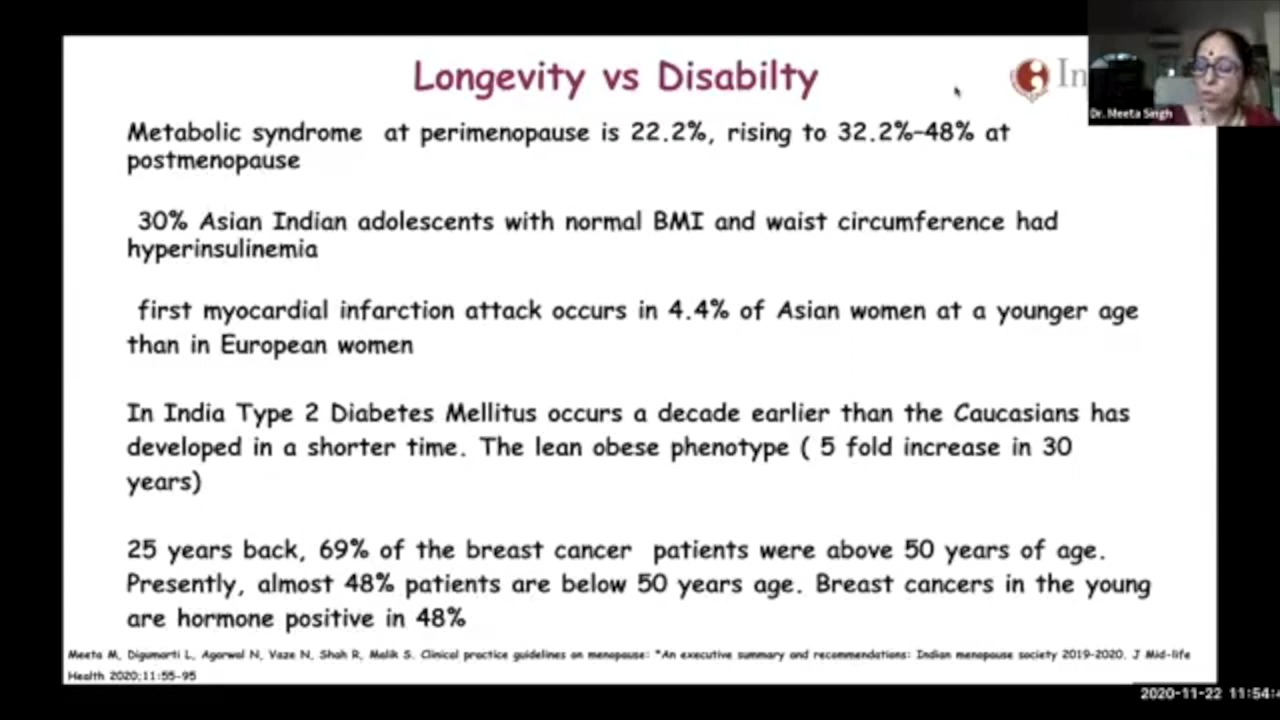 Longevity vs Disabilty
In
Dr. Meeta Singh
Metabolic syndrome at perimenopause is 22.2%, rising to 32.2%-48% at
postmenopause
30% Asian Indian adolescents with normal BMI and waist circumference had
hyperinsulinemia
first myocardial infarction attack occurs in 4.4% of Asian women at a younger age
than in European women
In India Type 2 Diabetes Mellitus occurs a decade earlier than the Caucasians has
developed in a shorter time. The lean obese phenotype ( 5 fold increase in 30
years)
25 years back, 69% of the breast cancer patients were above 50 years of age.
Presently, almost 48% patients are below 50 years age. Breast cancers in the young
are hormone positive in 48%
Meeta M, Digumarti L, Agarwal N, Vaze N, Shah R, Malik S. Clinical practice guidelines on menopause: *An executive summary and recommendations: Indian menopause society 2019-2020. J Mid-life
Health 2020;11:55-95
2020-11-22 11:54:4